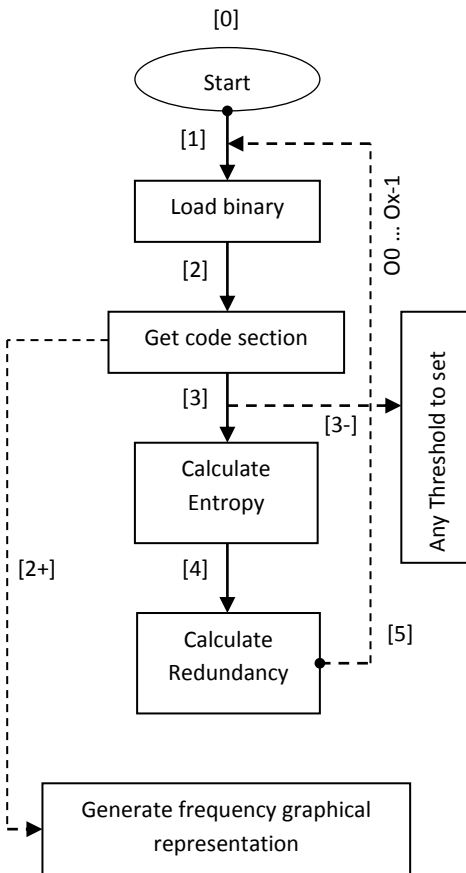 [0]
Start
[1]
O0 ... Ox-1
Load binary
[2]
Get code section
[3]
[3-]
Any Threshold to set
Calculate
Entropy
[2+]
[4]
[5]
Calculate
Redundancy
Generate frequency graphical
representation